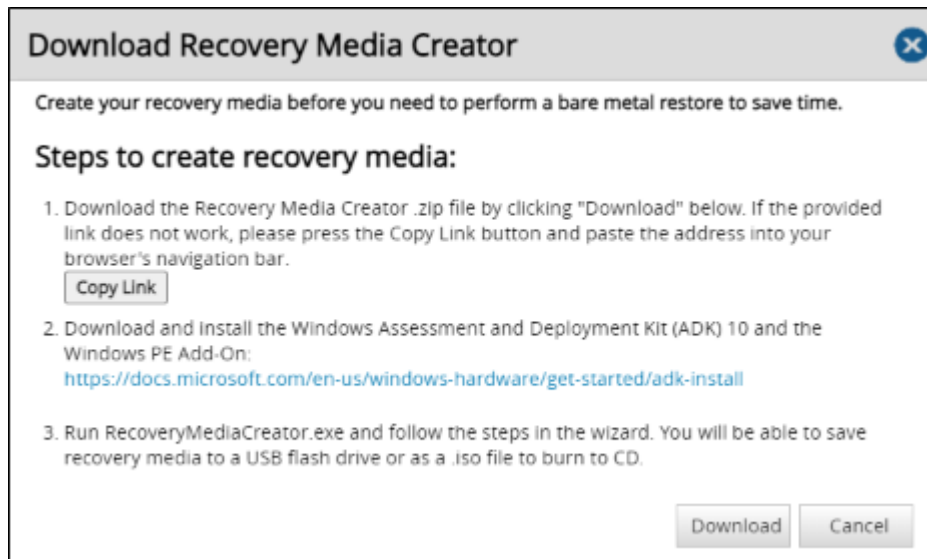 Download Recovery Media Creator
Create your recovery media before you need to perform a bare metal restore to save time.
Steps to create recovery media:
1. Download the Recovery Media Creator .zip file by clicking "Download" below. If the provided
link does not work, please press the Copy Link button and paste the address into your
browser's navigation bar.
Copy Link
2. Download and install the Windows Assessment and Deployment Kit (ADK) 10 and the
Windows PE Add-On:
https://docs.microsoft.com/en-us/windows-hardware/get-started/adk-install
3. Run RecoveryMediaCreator.exe and follow the steps in the wizard. You will be able to save
recovery media to a USB flash drive or as a .iso file to burn to CD.
Download Cancel